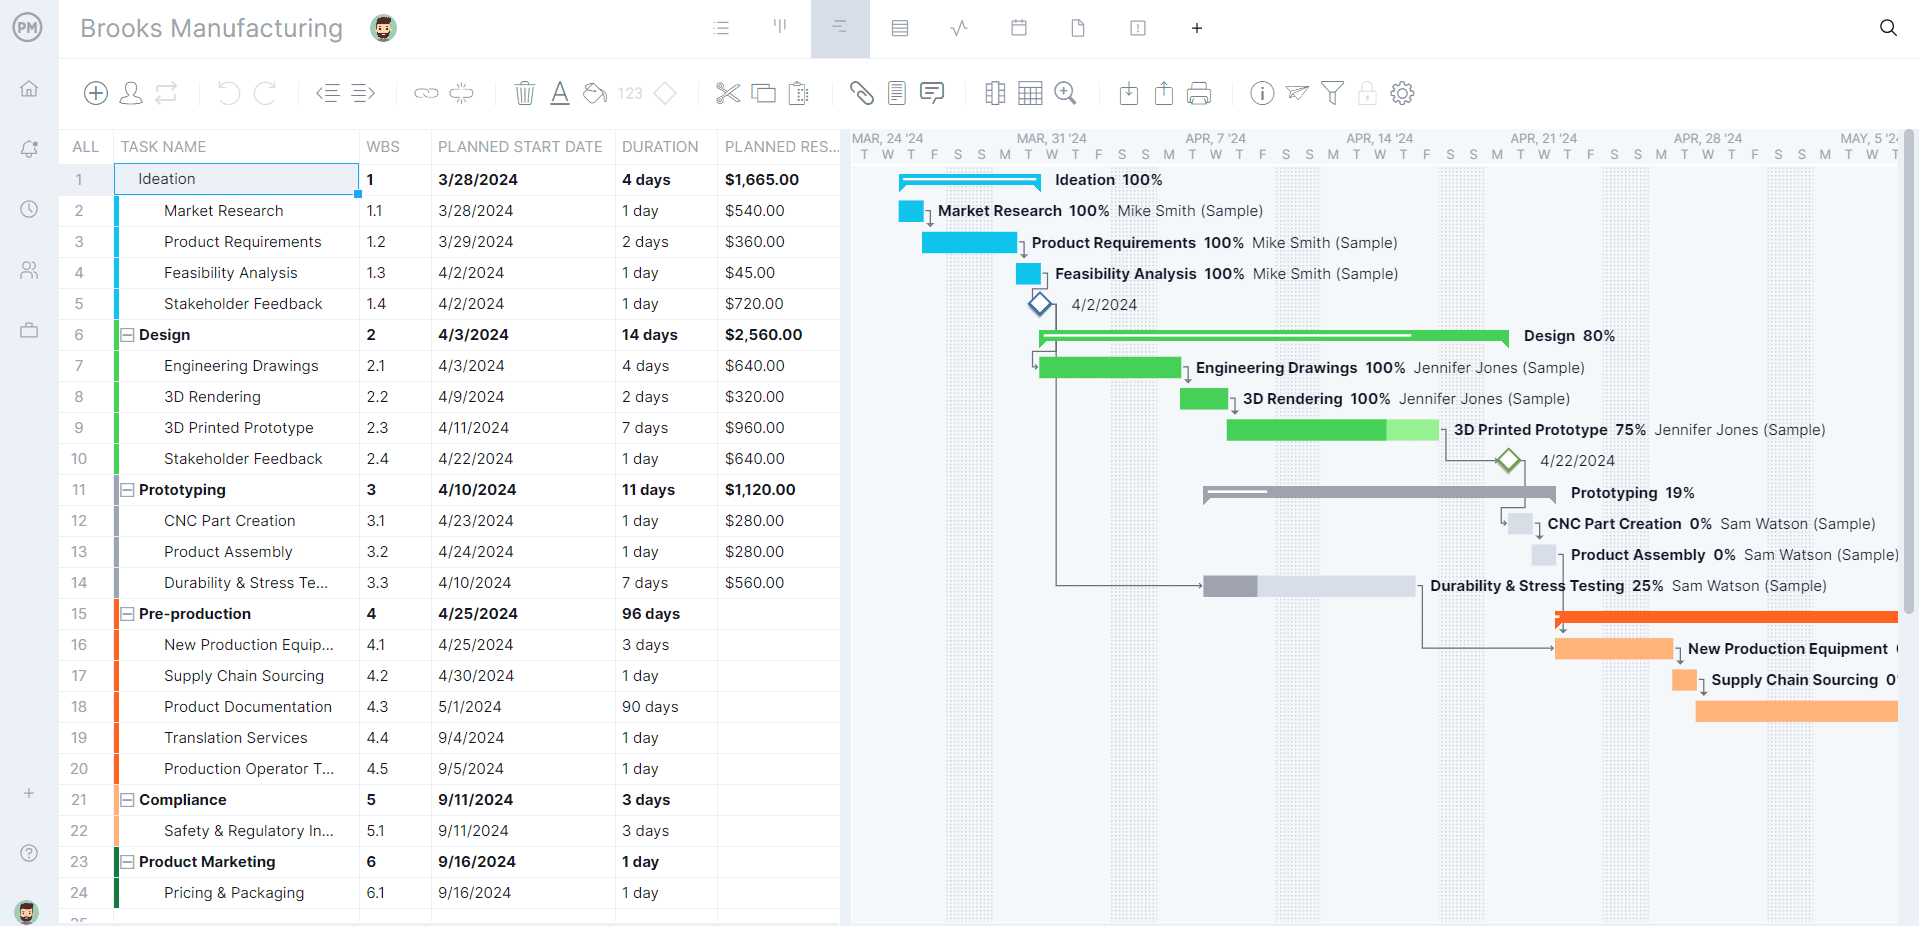 PM Brooks Manufacturing
123
ALL TASK NAME WBS PLANNED START DATE DURATION PLANNED RES...
1 Ideation 1 3/28/2024 4 days $1,665.00
2 Market Research 1.1 3/28/2024 1 day $540.00
3 Product Requirements 1.2 3/29/2024 2 days $360.00
4 Feasibility Analysis 1.3 4/2/2024 1 day $45.00
5 Stakeholder Feedback 1.4 4/2/2024 1 day $720.00
6 Design 2 4/3/2024 14 days $2,560.00
7 Engineering Drawings 2.1 4/3/2024 4 days $640.00
8 3D Rendering 2.2 4/9/2024 2 days $320.00
9 3D Printed Prototype 2.3 4/11/2024 7 days $960.00
10 Stakeholder Feedback 2.4 4/22/2024 1 day $640.00
11 Prototyping 3 4/10/2024 11 days $1,120.00
12 CNC Part Creation 3.1 4/23/2024 1 day $280.00
13 Product Assembly 3.2 4/24/2024 1 day $280.00
14 Durability & Stress Te... 3.3 4/10/2024 7 days $560.00
15 Pre-production 4 4/25/2024 96 days
16 New Production Equip... 4.1 4/25/2024 3 days
17 Supply Chain Sourcing 4.2 4/30/2024 1 day
18 Product Documentation 4.3 5/1/2024 90 days
19 Translation Services 4.4 9/4/2024 1 day
20 Production Operator T... 4.5 9/5/2024 1 day
21 Compliance 5 9/11/2024 3 days
22 Safety & Regulatory In... 5.1 9/11/2024 3 days
23 Product Marketing 6 9/16/2024 1 day
24 Pricing & Packaging 6.1 9/16/2024 1 day
MAR, 24 '24 MAR, 31 '24 APR, 7 '24 APR, 14 '24 APR, 21 '24 APR, 28 '24 MAY, 5 '24
T W T F S S M T W T F S S M T W T F S S M T W T F S S M T W T F S S M T W T F S S M T W T
Ideation 100%
Market Research 100% Mike Smith (Sample)
Product Requirements 100% Mike Smith (Sample)
Feasibility Analysis 100% Mike Smith (Sample)
4/2/2024
Design 80%
Engineering Drawings 100% Jennifer Jones (Sample)
3D Rendering 100% Jennifer Jones (Sample)
3D Printed Prototype 75% Jennifer Jones (Sample)
4/22/2024
Prototyping 19%
CNC Part Creation 0% Sam Watson (Sample)
Product Assembly 0% Sam Watson (Sample)
Durability & Stress Testing 25% Sam Watson (Sample)
New Production Equipment
Supply Chain Sourcing 0